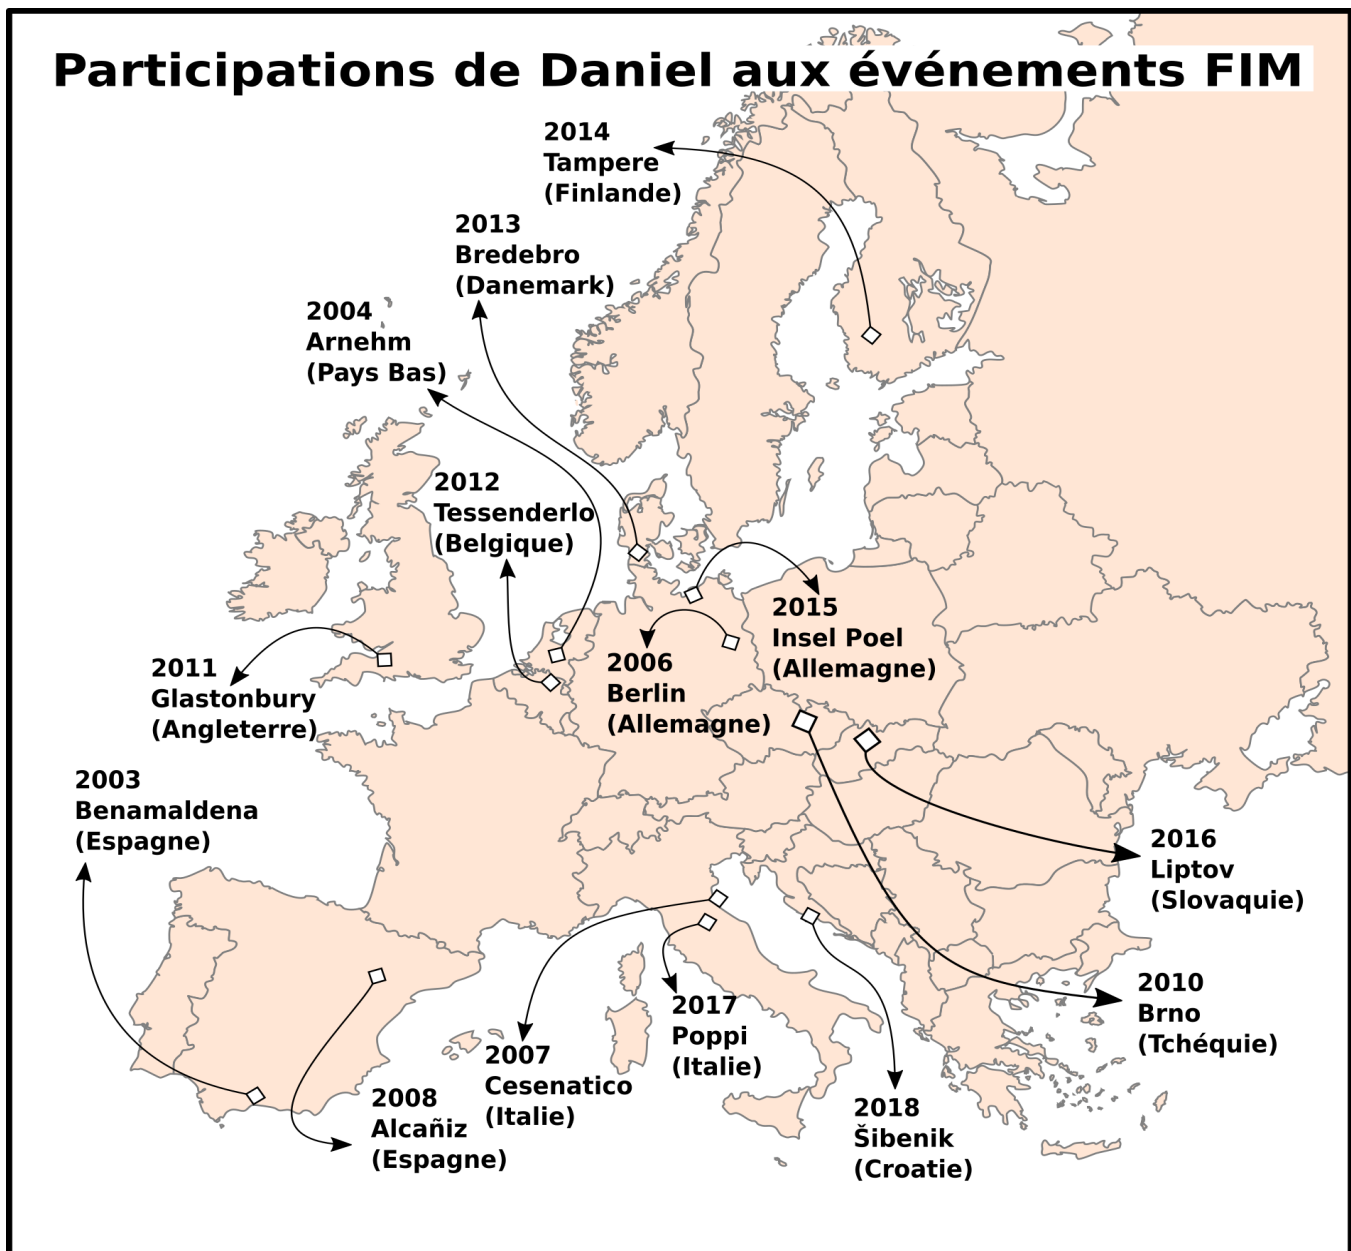 Participations de Daniel aux événements FIM
2014
Tampere
(Finlande)
2013
Bredebro
(Danemark)
2004
Arnehm
(Pays Bas)
2012
Tessenderlo
(Belgique)
2015
Insel Poel
(Allemagne)
2006
Berlin
(Allemagne)
2011
Glastonbury
(Angleterre)
2003
Benamaldena
(Espagne)
2016
Liptov
(Slovaquie)
2010
Brno
(Tchéquie)
2017
Poppi
(Italie)
2007
Cesenatico
(Italie)
2008
Alcañiz
(Espagne)
2018
Šibenik
(Croatie)